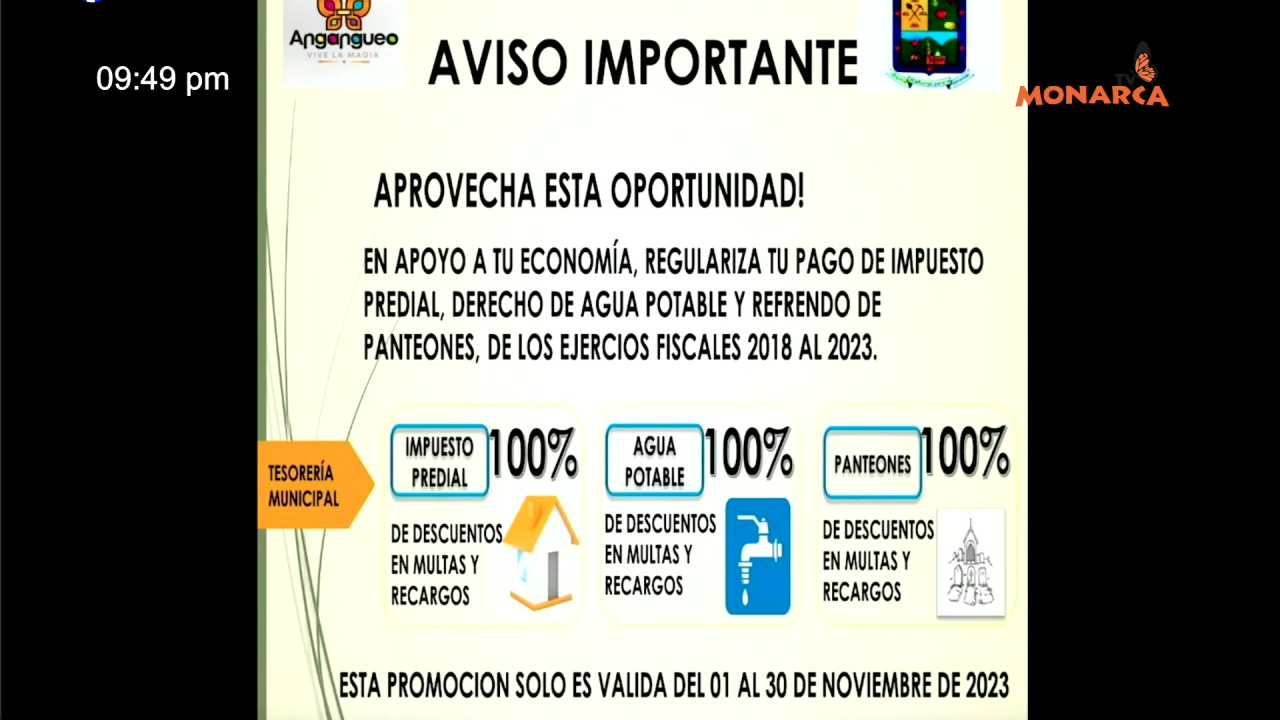 Angangueo
VIVE LA MAGIA
AVISO IMPORTANTE
09:49 pm
TV
MONARCA
APROVECHA ESTA OPORTUNIDAD!
EN APOYO A TU ECONOMÍA, REGULARIZA TU PAGO DE IMPUESTO
PREDIAL, DERECHO DE AGUA POTABLE Y REFRENDO DE
PANTEONES, DE LOS EJERCIOS FISCALES 2018 AL 2023.
TESORERÍA
MUNICIPAL
IMPUESTO
PREDIAL
100%
DE DESCUENTOS
EN MULTAS Y
RECARGOS
AGUA
POTABLE
100%
DE DESCUENTOS
EN MULTAS Y
RECARGOS
PANTEONES
100%
DE DESCUENTOS
EN MULTAS Y
RECARGOS
ESTA PROMOCION SOLO ES VALIDA DEL 01 AL 30 DE NOVIEMBRE DE 2023